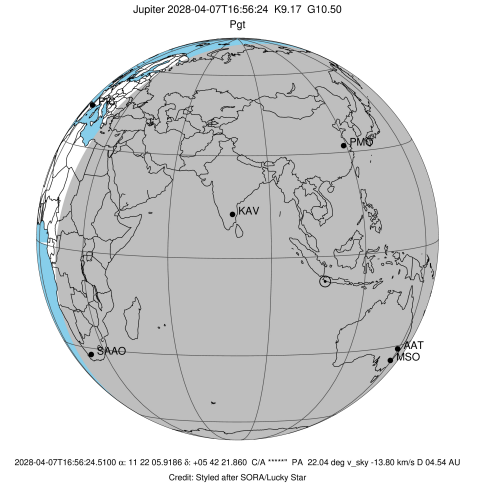 Jupiter 2028-04-07T16:56:24 K9.17 G10.50
Pgt
PMO
KAV
SAAO
AAT
MSO
2028-04-07T16:56:24.5100 α: 11 22 05.9186 δ: +05 42 21.860 C/A *****" PA 22.04 deg v_sky -13.80 km/s D 04.54 AU
Credit: Styled after SORA/Lucky Star